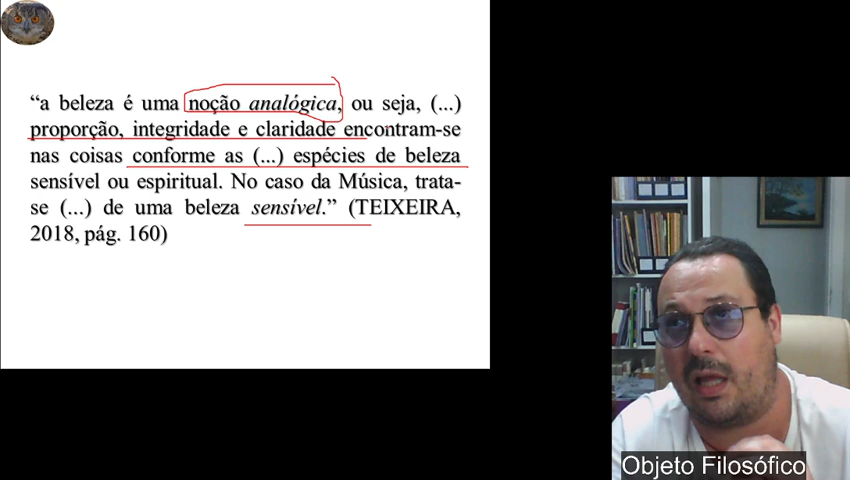 “a beleza é uma noção analógica, ou seja, (...)
proporção, integridade e claridade encontram-se
nas coisas conforme as (...) espécies de beleza
sensível ou espiritual. No caso da Música, trata-
se (...) de uma beleza sensível.” (TEIXEIRA,
2018, pág. 160)
Objeto Filosófico